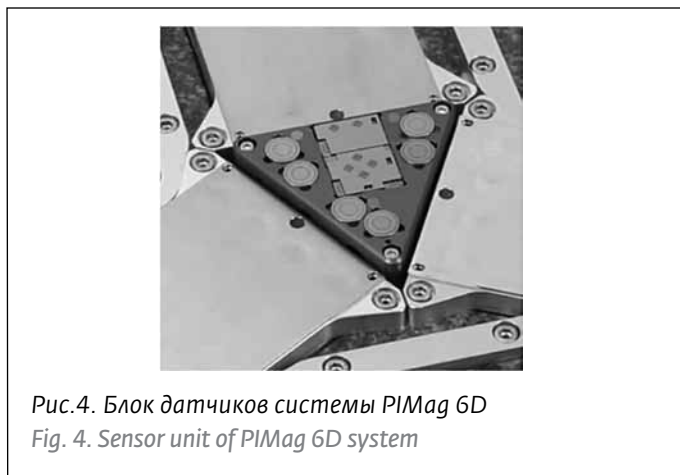 Рис.4. Блок датчиков системы PIMag 6D
Fig. 4. Sensor unit of PIMag 6D system